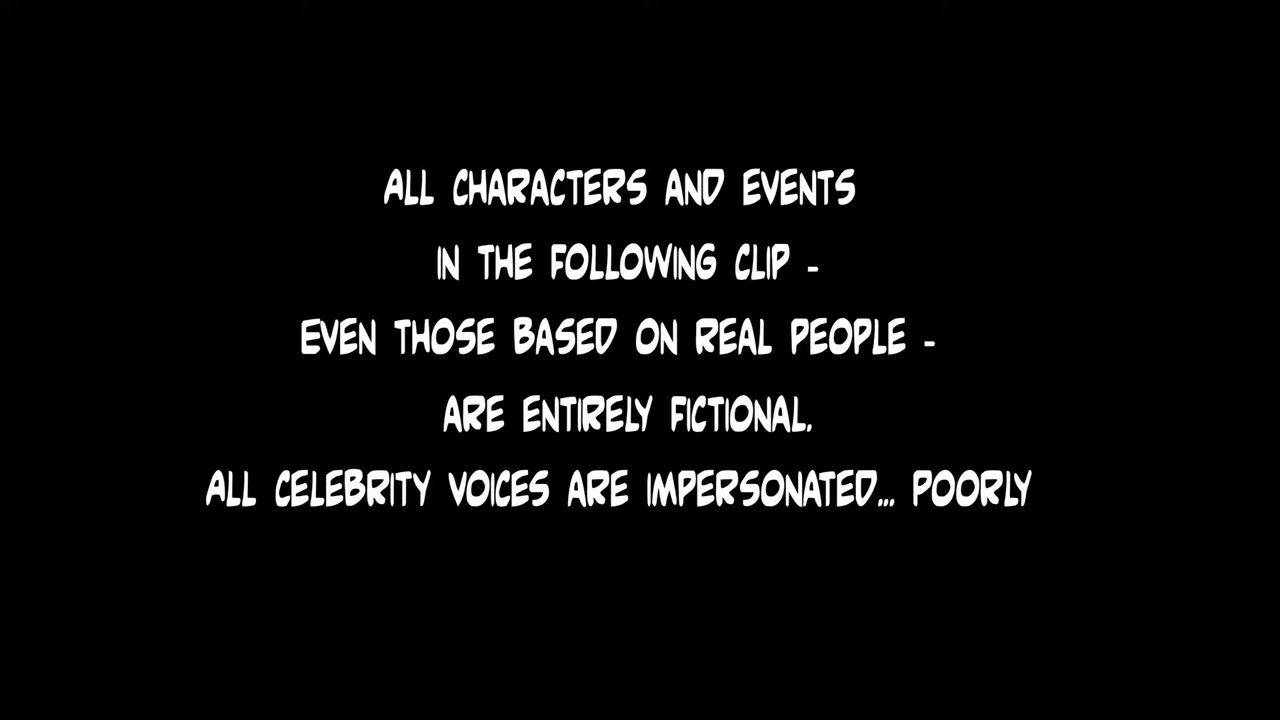 ALL CHARACTERS AND EVENTS
IN THE FOLLOWING CLIP -
EVEN THOSE BASED ON REAL PEOPLE -
ARE ENTIRELY FICTIONAL.
ALL CELEBRITY VOICES ARE IMPERSONATED... POORLY